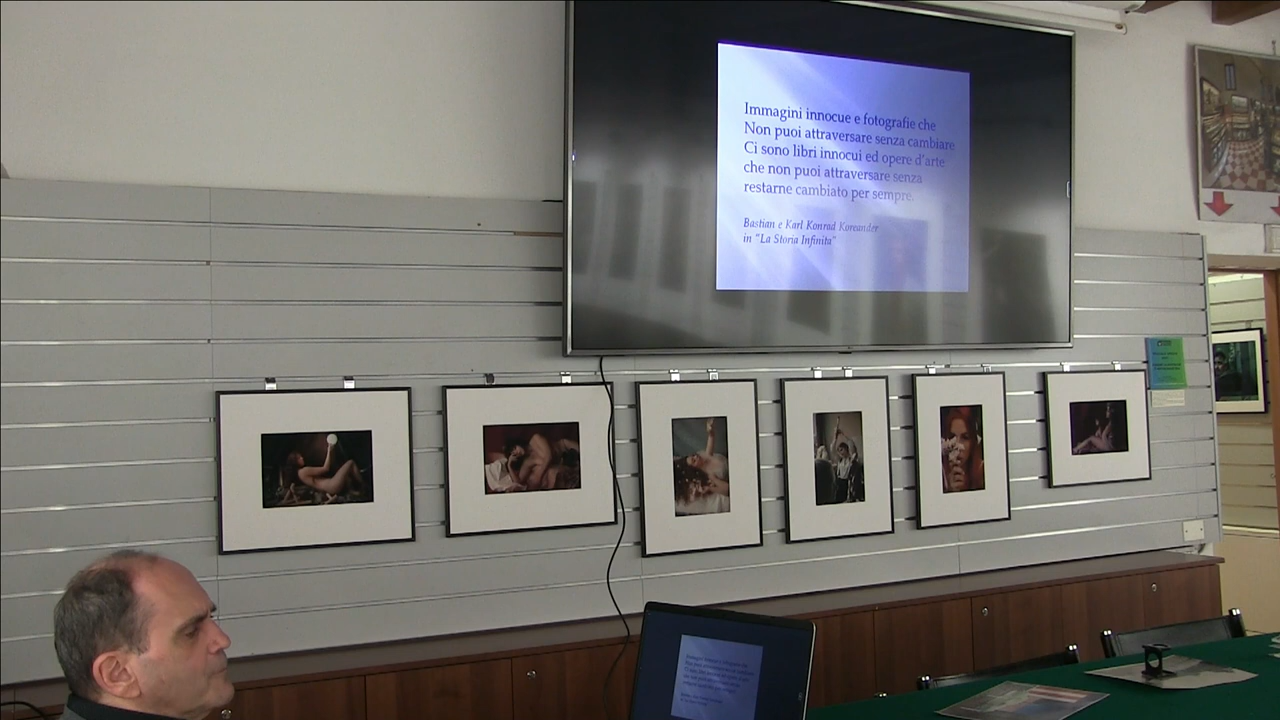 Immagini innocue e fotografie che
Non puoi attraversare senza cambiare
Ci sono libri innocui ed opere d'arte
che non puoi attraversare senza
restarne cambiato per sempre.
Bastian e Karl Konrad Koreander
in "La Storia Infinita"